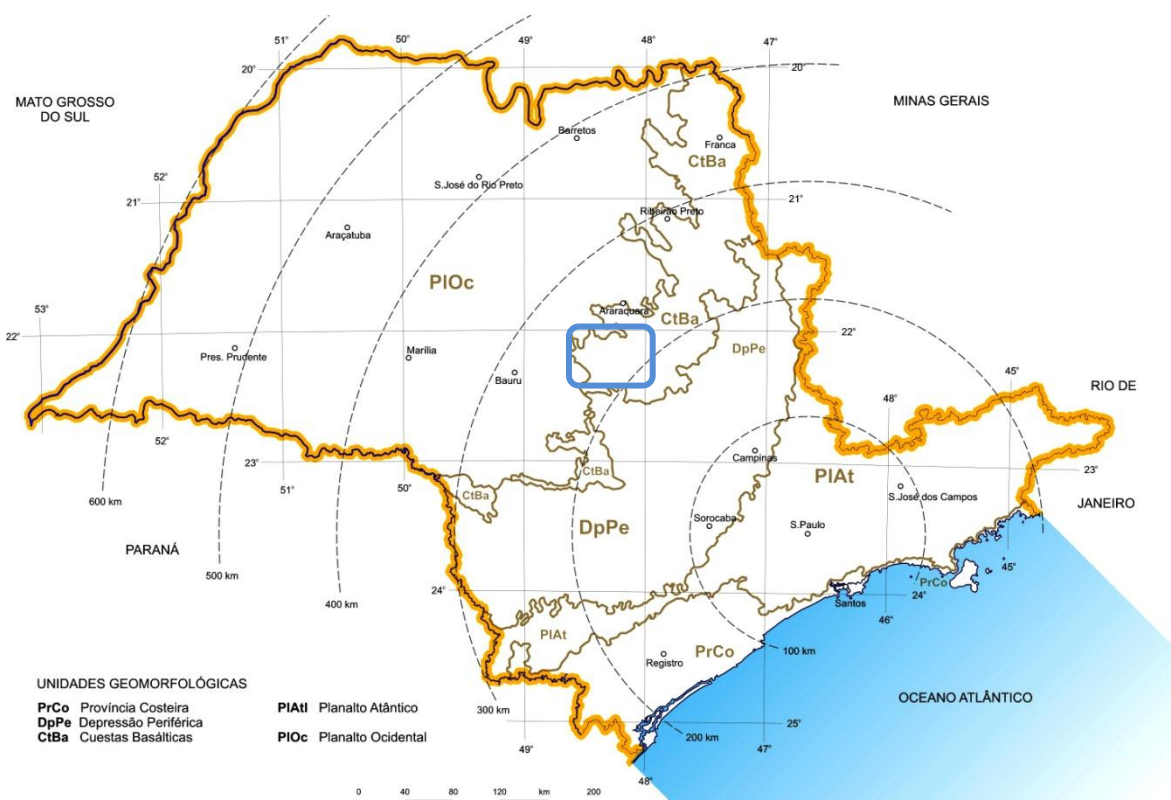 51°
50°
49°
48°
47°
20°
20°
MATO GROSSO
DO SUL
MINAS GERAIS
Barretos
Franca
CtBa
52°
S.José do Rio Preto
21°
21°
Ribeirão Preto
Araçatuba
PlOc
53°
Araraquara
CtBa
22°
22°
DpPe
Pres. Prudente
Marília
Bauru
45°
RIO DE
48°
52°
Campinas
23°
51°
50°
CtBa
CtBa
PlAt
23°
600 km
S.José dos Campos
JANEIRO
Sorocaba
S.Paulo
DpPe
PARANÁ
500 km
45°
400 km
24°
PrCo
Santos
24°
46°
PlAt
PrCo
100 km
Registro
UNIDADES GEOMORFOLÓGICAS
OCEANO ATLÂNTICO
PrCo Província Costeira
PlAtl Planalto Atântico
300 km
DpPe Depressão Periférica
25°
CtBa Cuestas Basálticas
PlOc Planalto Ocidental
200 km
49°
47°
48°
0 40 80 120 km 200